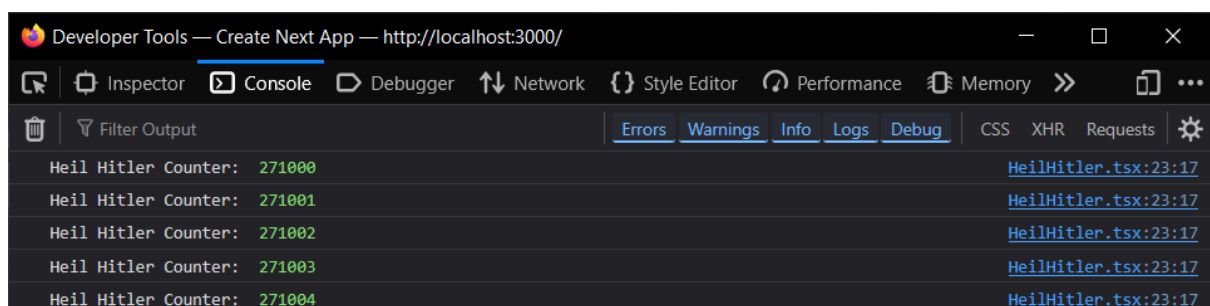 Developer Tools — Create Next App — http://localhost:3000/
Inspector Console Debugger Network Style Editor Performance Memory
Filter Output Errors Warnings Info Logs Debug CSS XHR Requests
Heil Hitler Counter: 271000 HeilHitler.tsx:23:17
Heil Hitler Counter: 271001 HeilHitler.tsx:23:17
Heil Hitler Counter: 271002 HeilHitler.tsx:23:17
Heil Hitler Counter: 271003 HeilHitler.tsx:23:17
Heil Hitler Counter: 271004 HeilHitler.tsx:23:17